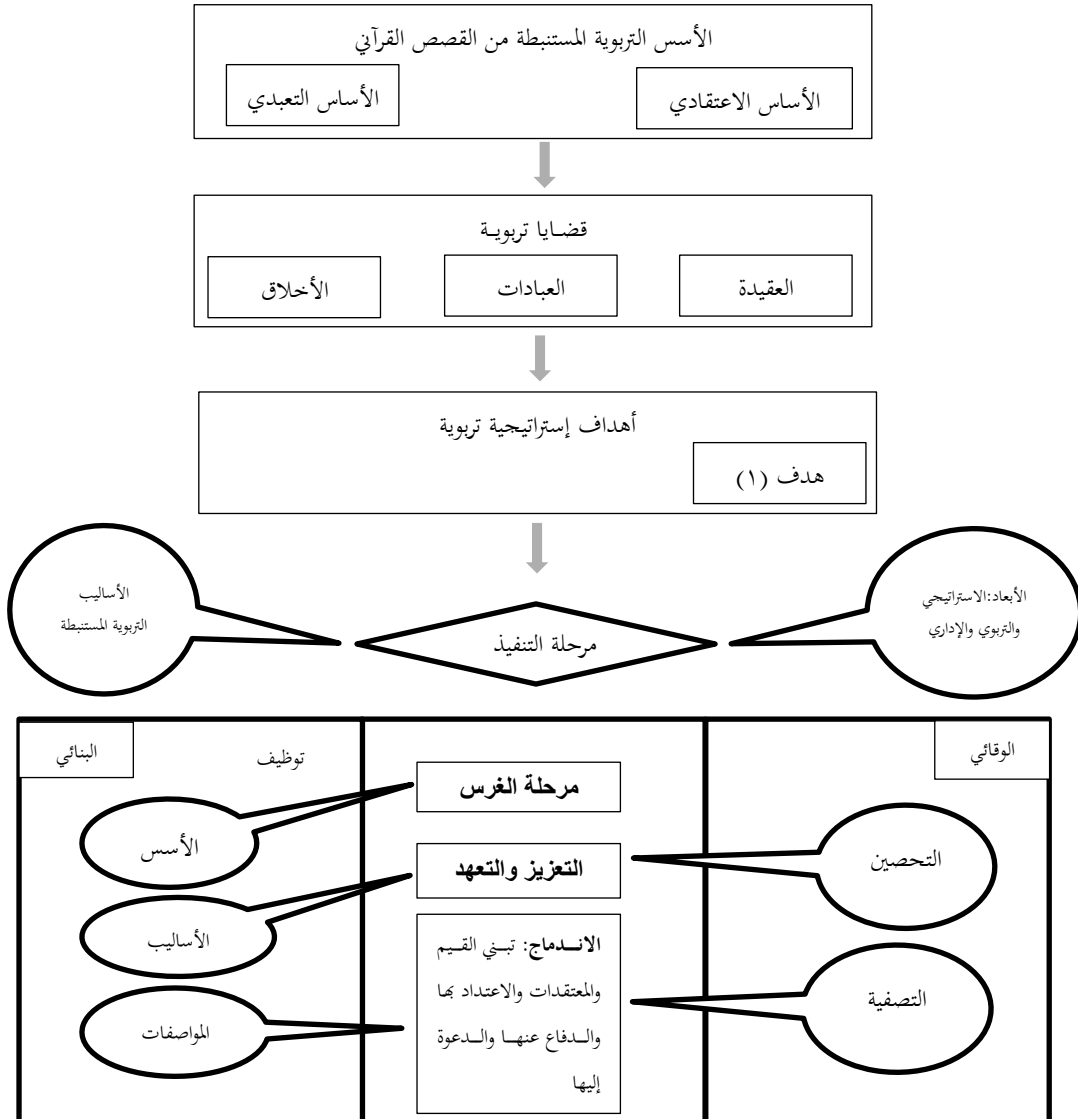 الأسس التربوية المستنبطة من القصص القرآني
الأساس الاعتقادي
الأساس التعبدي
قضايا تربوية
العقيدة
العبادات
الأخلاق
أهداف إستراتيجية تربوية
هدف (١)
الأبعاد:الاستراتيجي
والتربوي والإداري
مرحلة التنفيذ
الأساليب
التربوية المستنبطة
الوقائي
توظيف
البنائي
مرحلة الغرس
الأسس
التحصين
التعزيز والتعهد
الأساليب
الاندماج: تبني القيم
والمعتقدات والاعتداد بها
والدفاع عنها والدعوة
إليها
التصفية
المواصفات